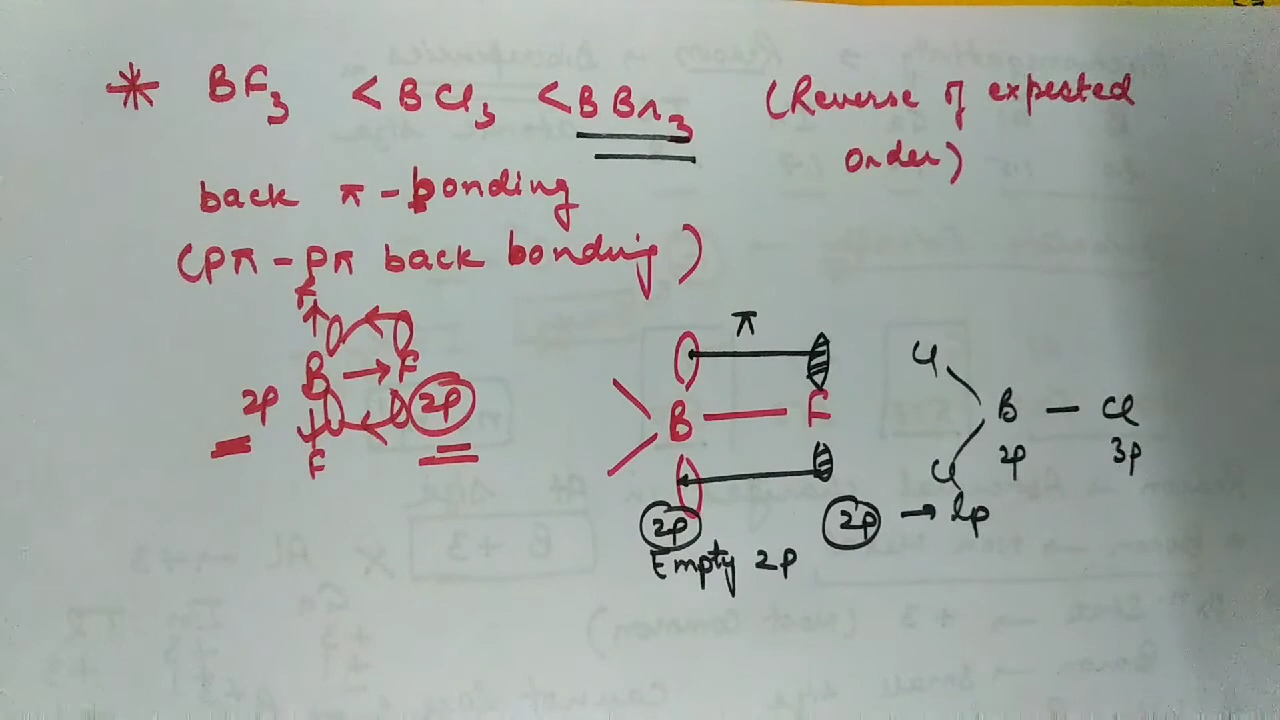 * BF3 < BCl3 < BBr3 (Reverse of expected
order)
back π-bonding
(pπ - pπ back bonding)
F
B → F
2p 2p
F
π
B — F
2p 2p → lp
Empty 2p
Cl
B — Cl
2p 3p
Cl